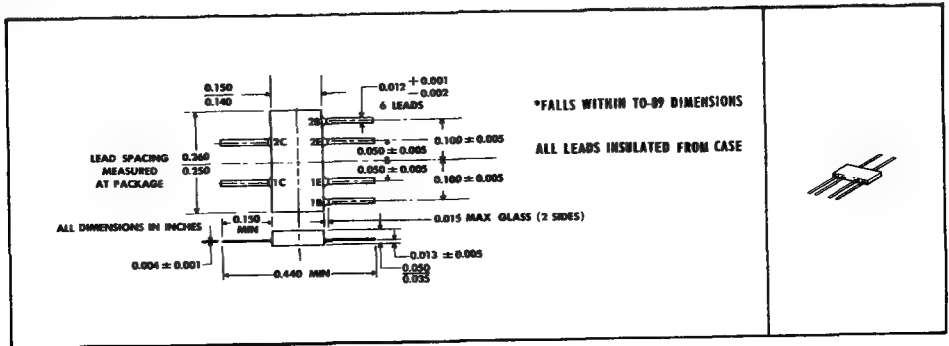 0.150
0.140
0.012 + 0.001
- 0.002
6 LEADS
*FALLS WITHIN TO-89 DIMENSIONS
ALL LEADS INSULATED FROM CASE
2B
2C
2E
0.100 ± 0.005
0.050 ± 0.005
LEAD SPACING
MEASURED
AT PACKAGE
0.260
0.250
0.050 ± 0.005
1C
1E
0.100 ± 0.005
1B
0.150
MIN
0.015 MAX GLASS (2 SIDES)
ALL DIMENSIONS IN INCHES
0.004 ± 0.001
0.013 ± 0.005
0.440 MIN
0.050
0.035